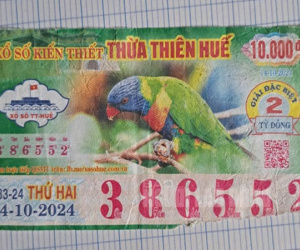 XỔ SỐ KIẾN THIẾT THỪA THIÊN HUẾ
10.000đ
GIẢI ĐẶC BIỆT
2
TỶ ĐỒNG
XỔ SỐ TT-HUẾ
386552
THỨ HAI
4-10-2024
386552